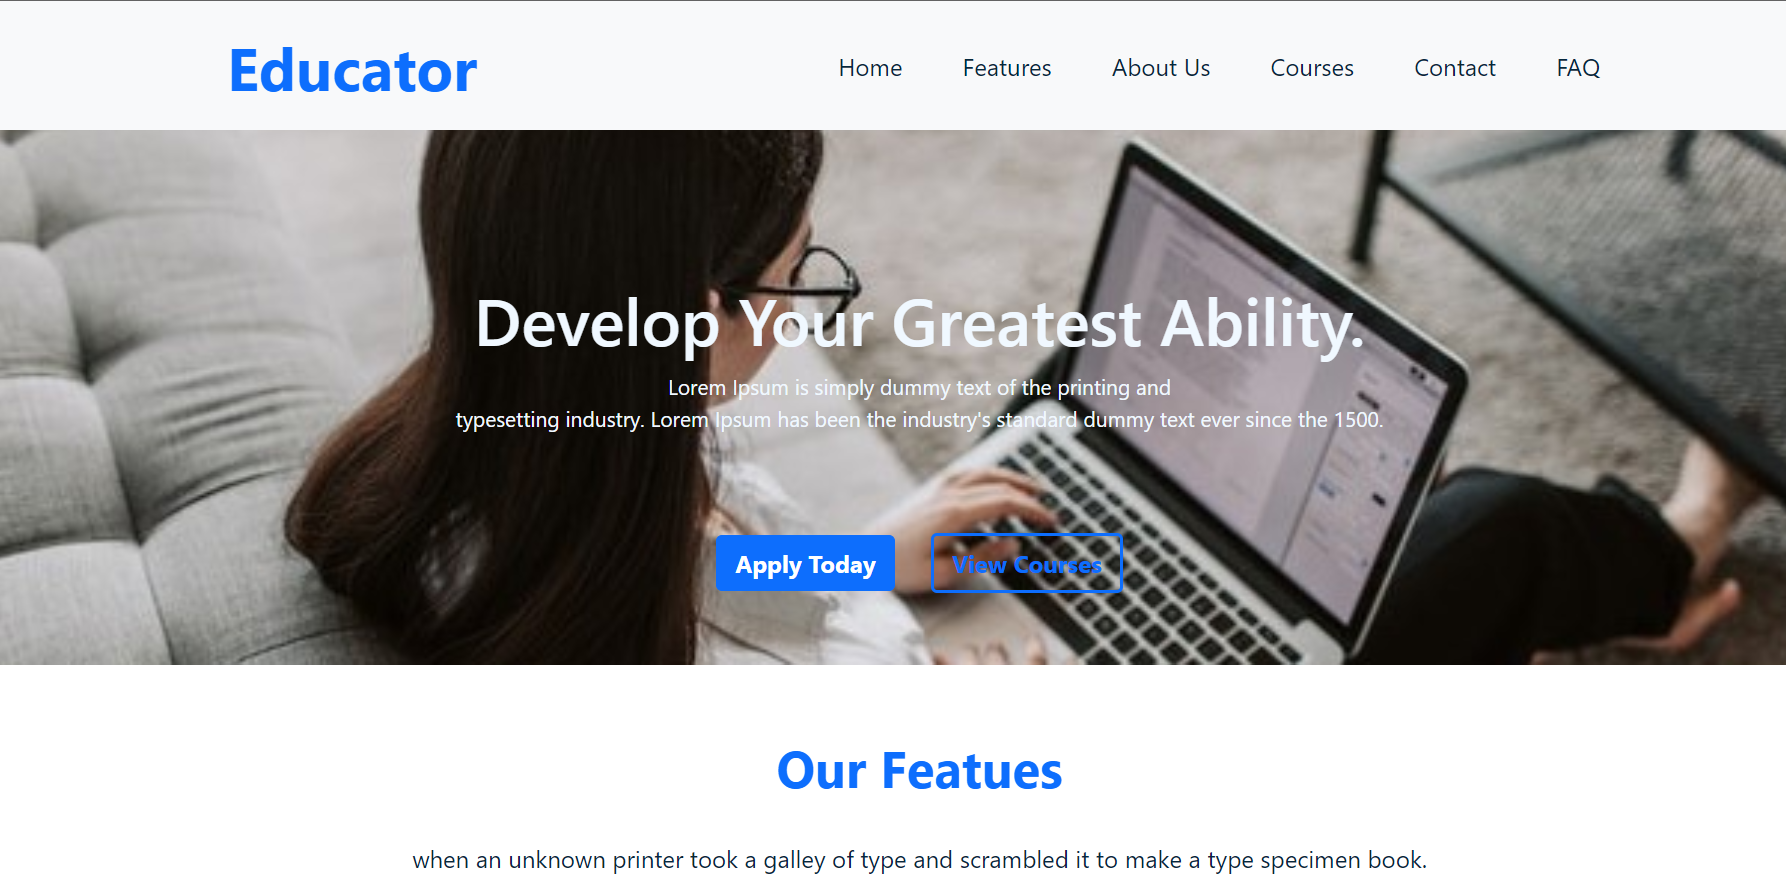 Educator
Home Features About Us Courses Contact FAQ
Develop Your Greatest Ability.
Lorem Ipsum is simply dummy text of the printing and
typesetting industry. Lorem Ipsum has been the industry's standard dummy text ever since the 1500.
Apply Today View Courses
Our Featues
when an unknown printer took a galley of type and scrambled it to make a type specimen book.